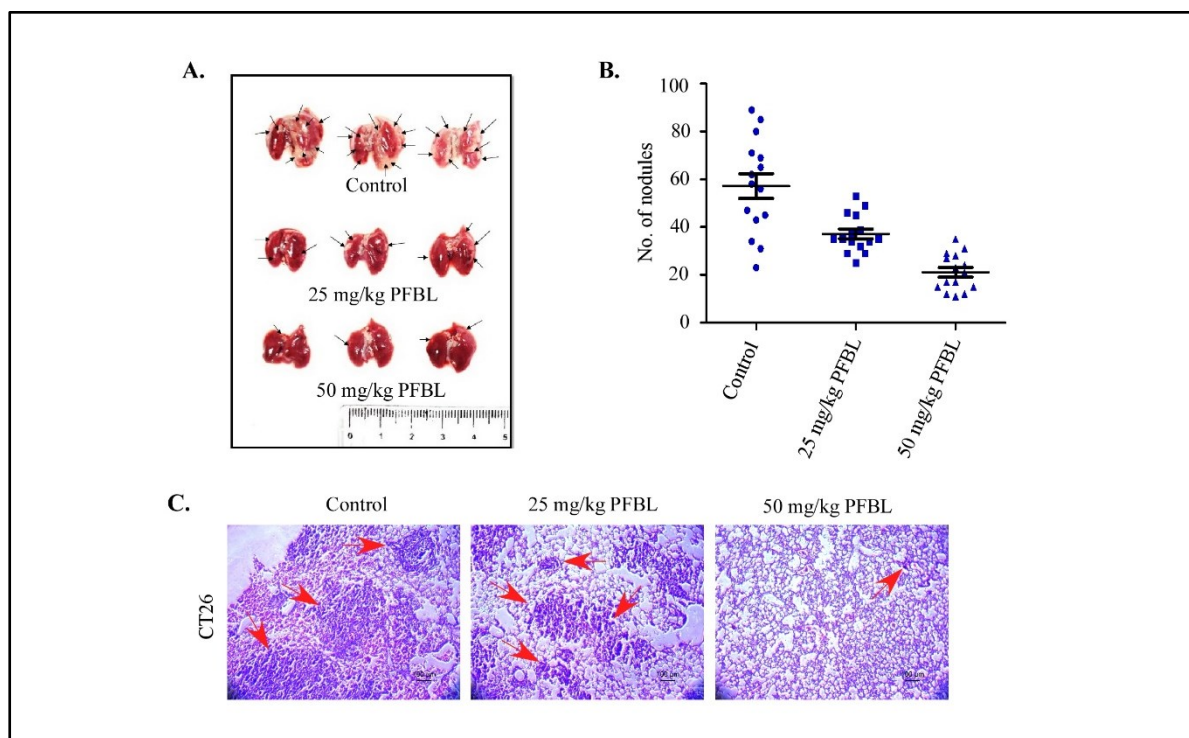 A.
Control
25 mg/kg PFBL
50 mg/kg PFBL
0 1 2 3 4 5
B.
No. of nodules
100
80
60
40
20
0
Control
25 mg/kg PFBL
50 mg/kg PFBL
C.
Control
25 mg/kg PFBL
50 mg/kg PFBL
CT26